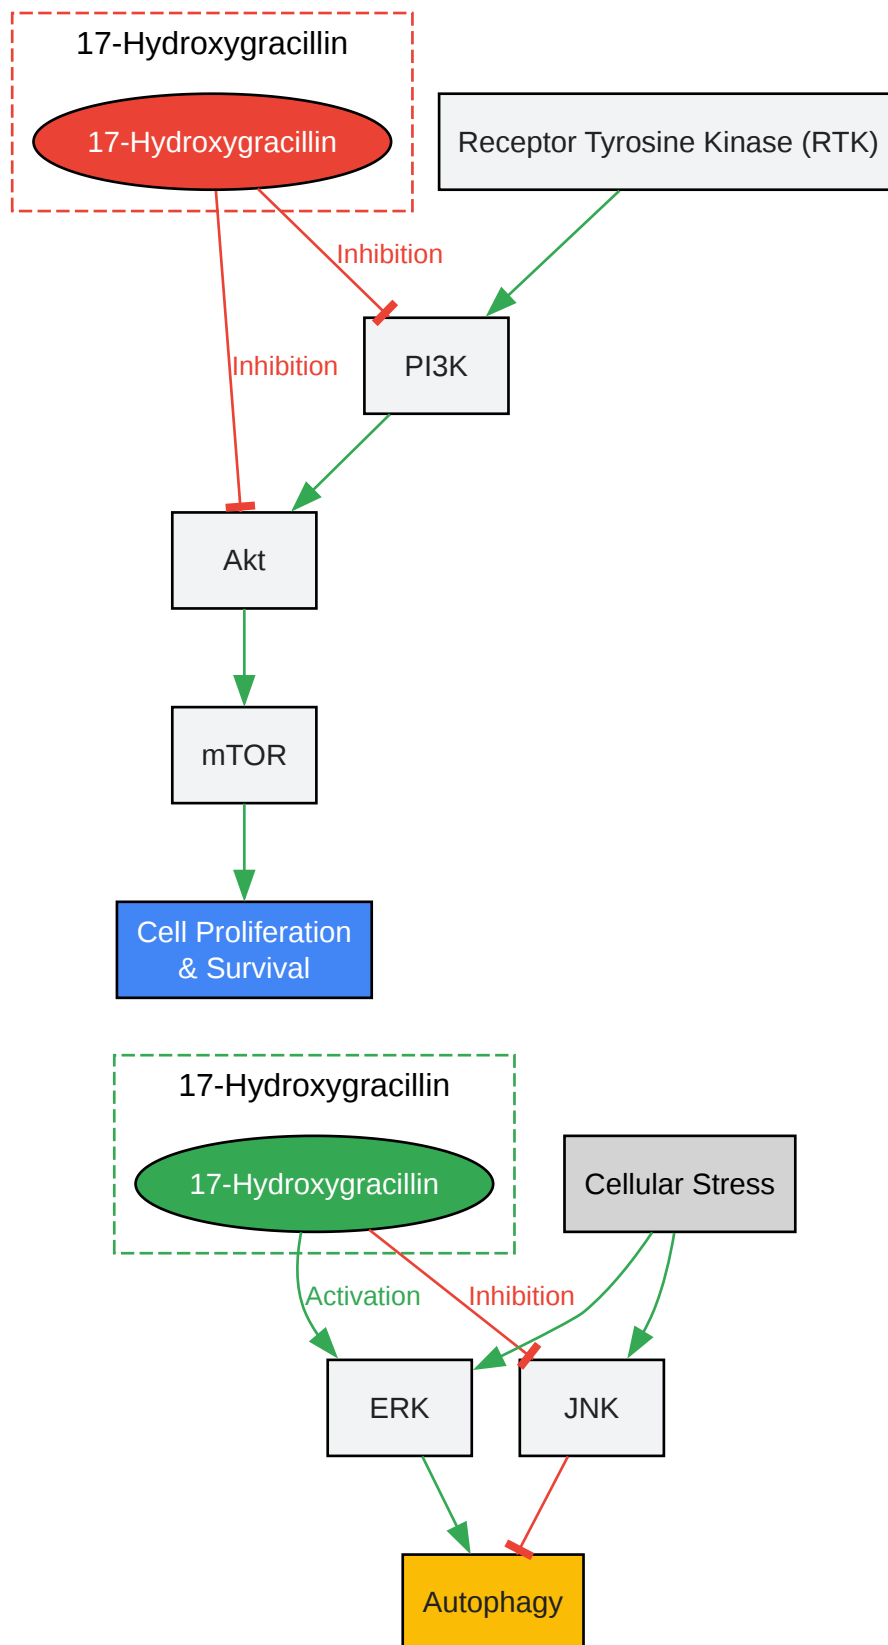 17-Hydroxygracillin
17-Hydroxygracillin
Receptor Tyrosine Kinase (RTK)
Inhibition
Inhibition
PI3K
Akt
mTOR
Cell Proliferation
& Survival
17-Hydroxygracillin
17-Hydroxygracillin
Cellular Stress
Activation
Inhibition
ERK
JNK
Autophagy